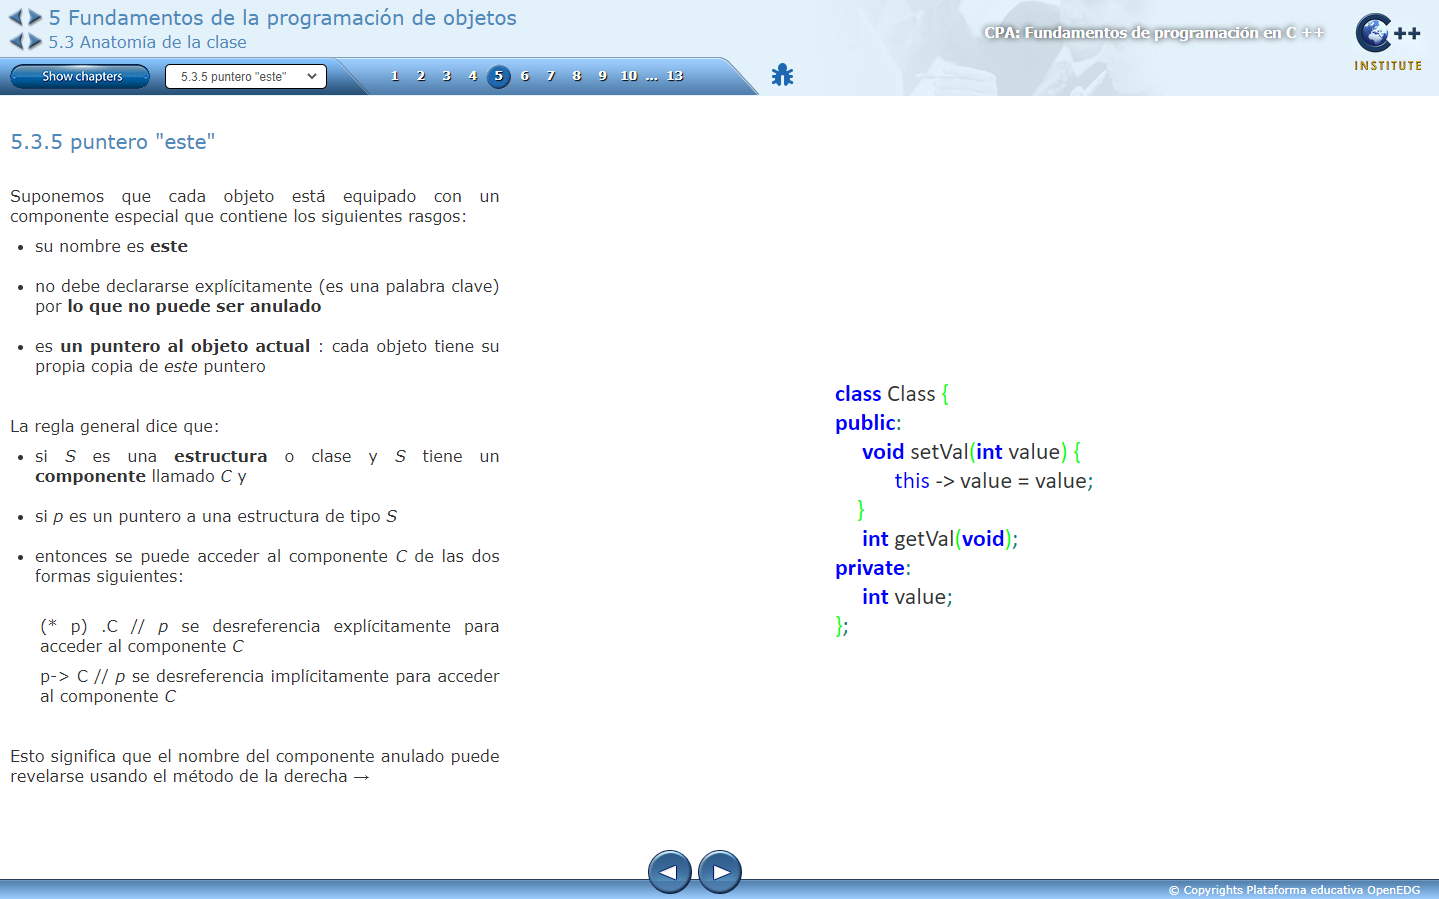 5 Fundamentos de la programación de objetos
5.3 Anatomía de la clase
CPA: Fundamentos de programación en C ++
C++
INSTITUTE
Show chapters
5.3.5 puntero "este"
1 2 3 4 5 6 7 8 9 10 ... 13
5.3.5 puntero "este"
Suponemos que cada objeto está equipado con un
componente especial que contiene los siguientes rasgos:
• su nombre es este
• no debe declararse explícitamente (es una palabra clave)
por lo que no puede ser anulado
• es un puntero al objeto actual : cada objeto tiene su
propia copia de este puntero
La regla general dice que:
• si S es una estructura o clase y S tiene un
componente llamado C y
• si p es un puntero a una estructura de tipo S
• entonces se puede acceder al componente C de las dos
formas siguientes:
(* p) .C // p se desreferencia explícitamente para
acceder al componente C
p-> C // p se desreferencia implícitamente para acceder
al componente C
Esto significa que el nombre del componente anulado puede
revelarse usando el método de la derecha →
class Class {
public:
void setVal(int value) {
this -> value = value;
}
int getVal(void);
private:
int value;
};
© Copyrights Plataforma educativa OpenEDG